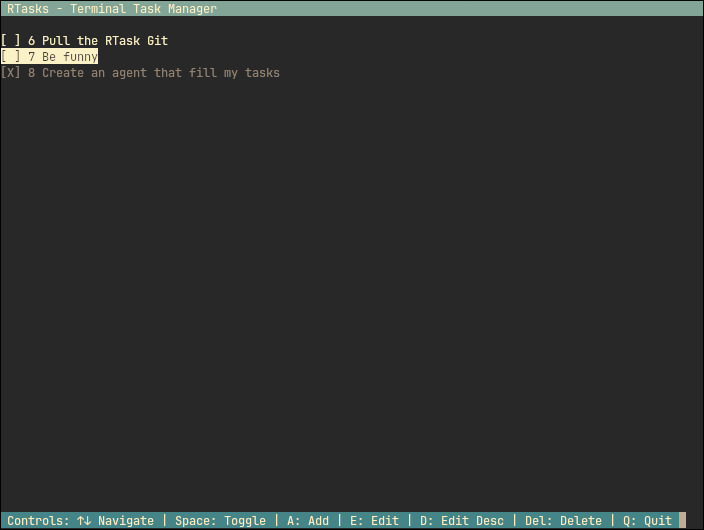 RTasks - Terminal Task Manager
[ ] 6 Pull the RTask Git
[ ] 7 Be funny
[X] 8 Create an agent that fill my tasks
Controls: ↑↓ Navigate | Space: Toggle | A: Add | E: Edit | D: Edit Desc | Del: Delete | Q: Quit